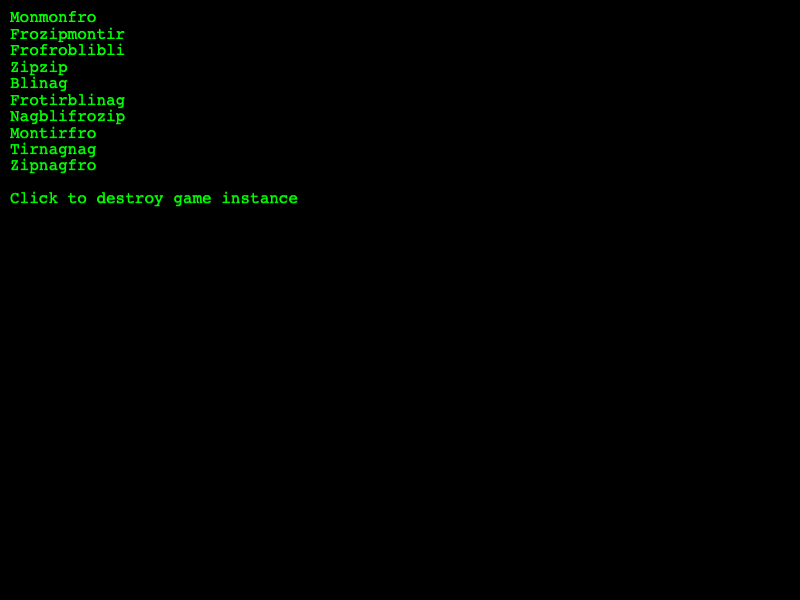 Monmonfro
Frozipmontir
Frofroblibli
Zipzip
Blinag
Frotirblinag
Nagblifrozip
Montirfro
Tirnagnag
Zipnagfro
Click to destroy game instance